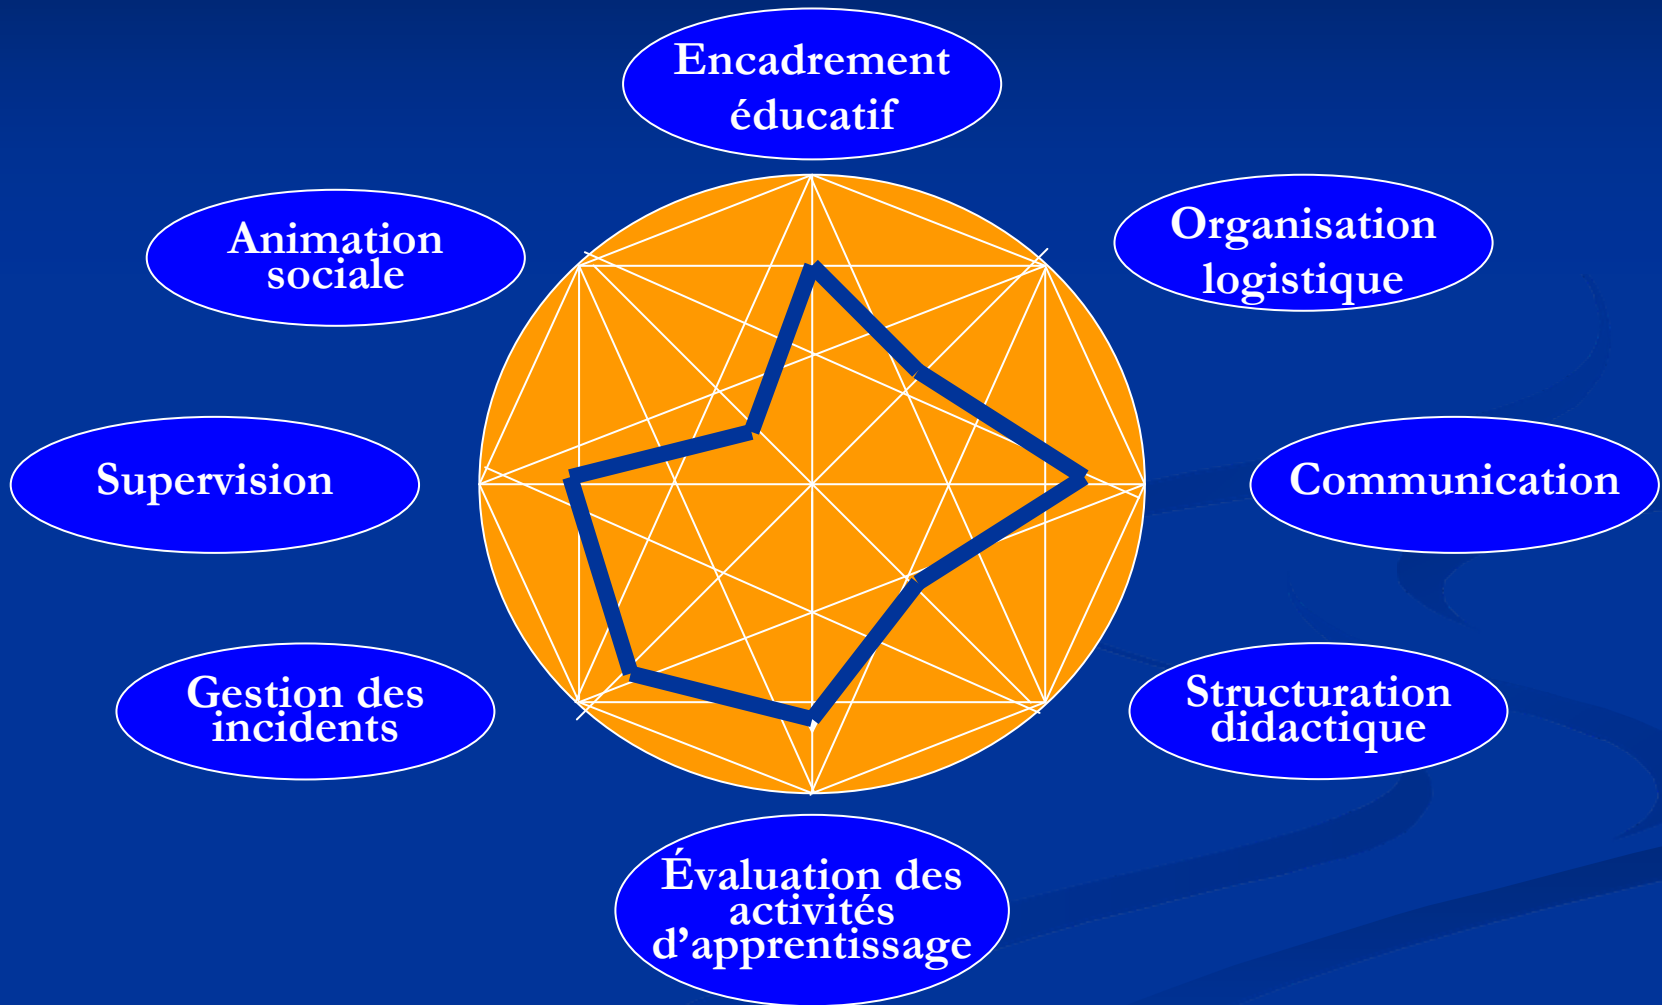 Encadrement
éducatif
Organisation
logistique
Animation
sociale
Supervision
Communication
Gestion des
incidents
Structuration
didactique
Évaluation des
activités
d’apprentissage